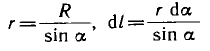 r = R / sin α, dl = r dα / sin α